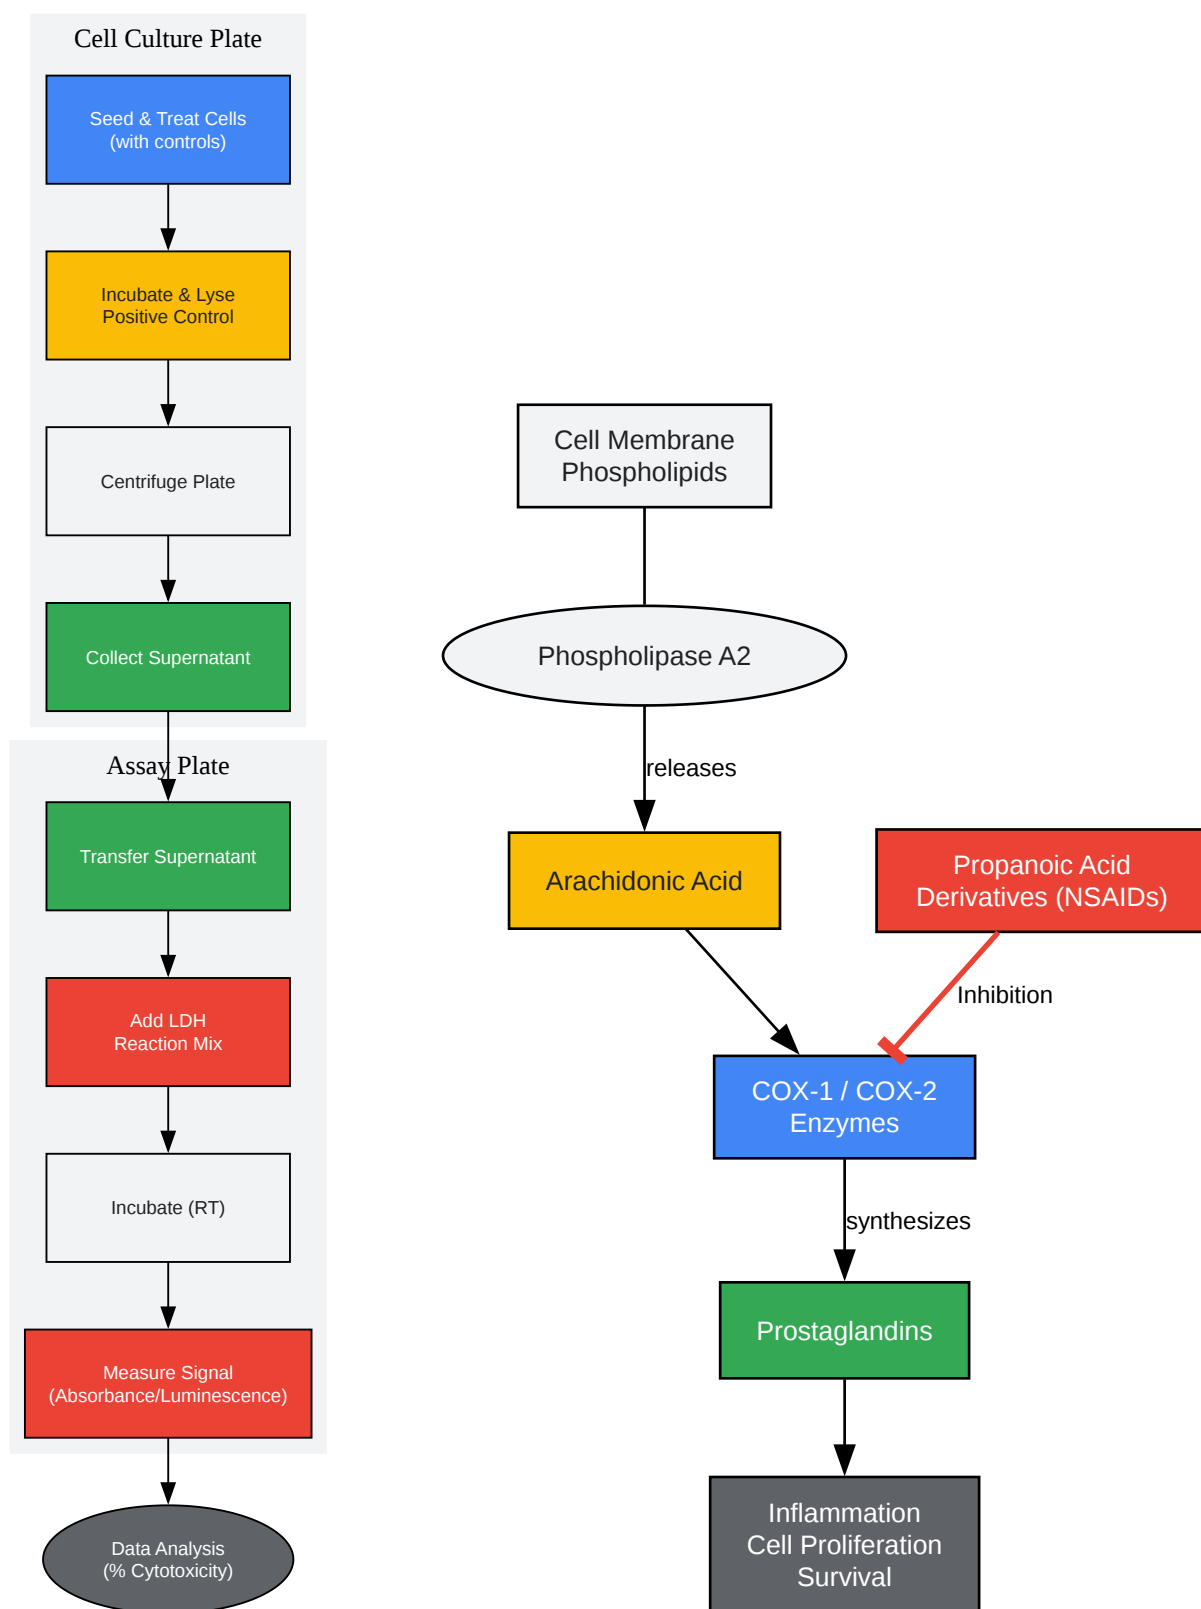 Cell Culture Plate
Seed & Treat Cells
(with controls)
Incubate & Lyse
Positive Control
Centrifuge Plate
Collect Supernatant
Assay Plate
Transfer Supernatant
Add LDH
Reaction Mix
Incubate (RT)
Measure Signal
(Absorbance/Luminescence)
Data Analysis
(% Cytotoxicity)
Cell Membrane
Phospholipids
Phospholipase A2
releases
Arachidonic Acid
Propanoic Acid
Derivatives (NSAIDs)
Inhibition
COX-1 / COX-2
Enzymes
synthesizes
Prostaglandins
Inflammation
Cell Proliferation
Survival